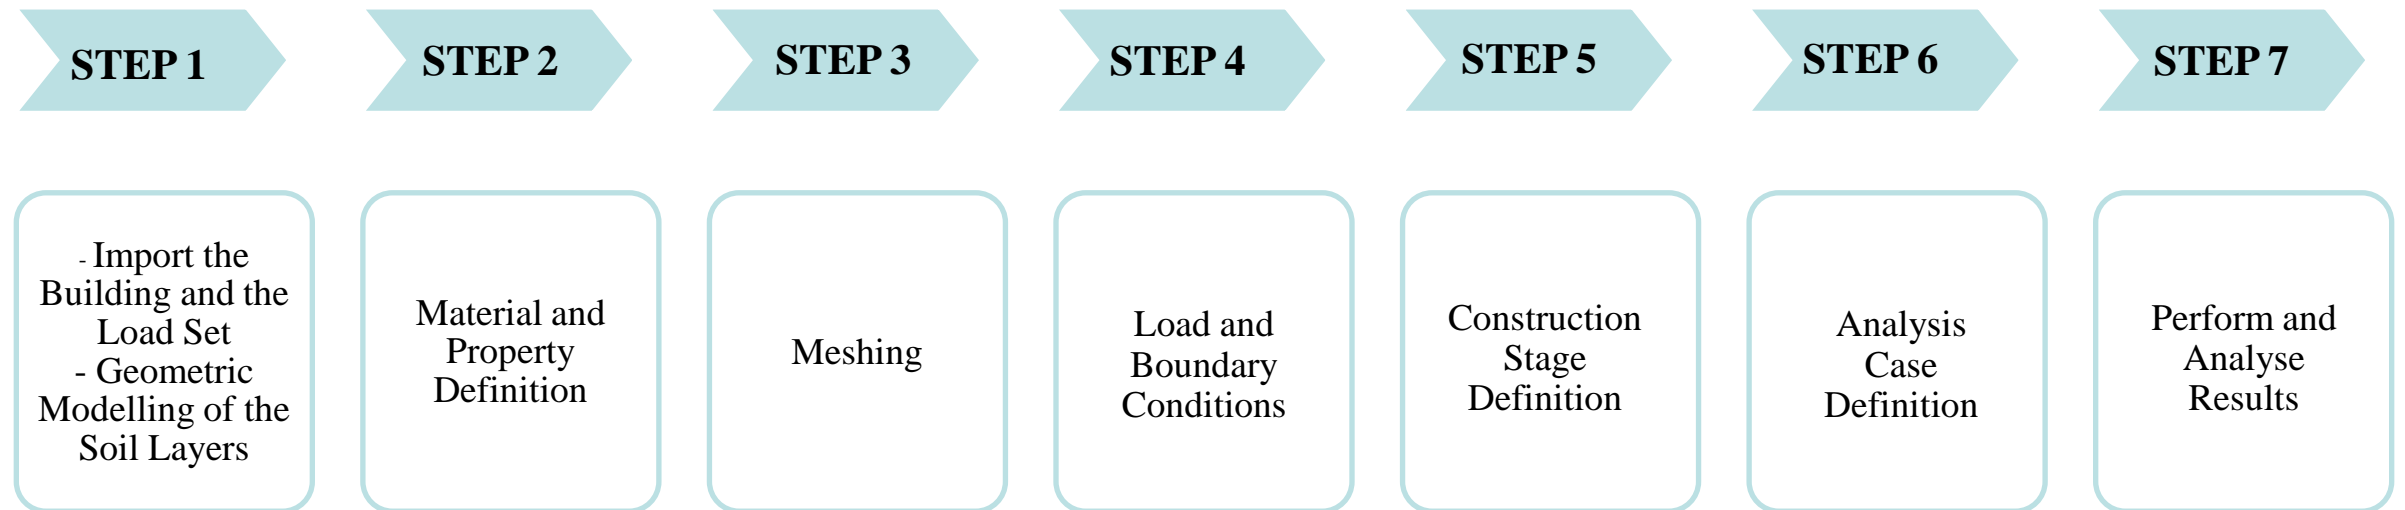 STEP 1
STEP 2
STEP 3
STEP 4
STEP 5
STEP 6
STEP 7
- Import the
Building and the
Load Set
- Geometric
Modelling of the
Soil Layers
Material and
Property
Definition
Meshing
Load and
Boundary
Conditions
Construction
Stage
Definition
Analysis
Case
Definition
Perform and
Analyse
Results